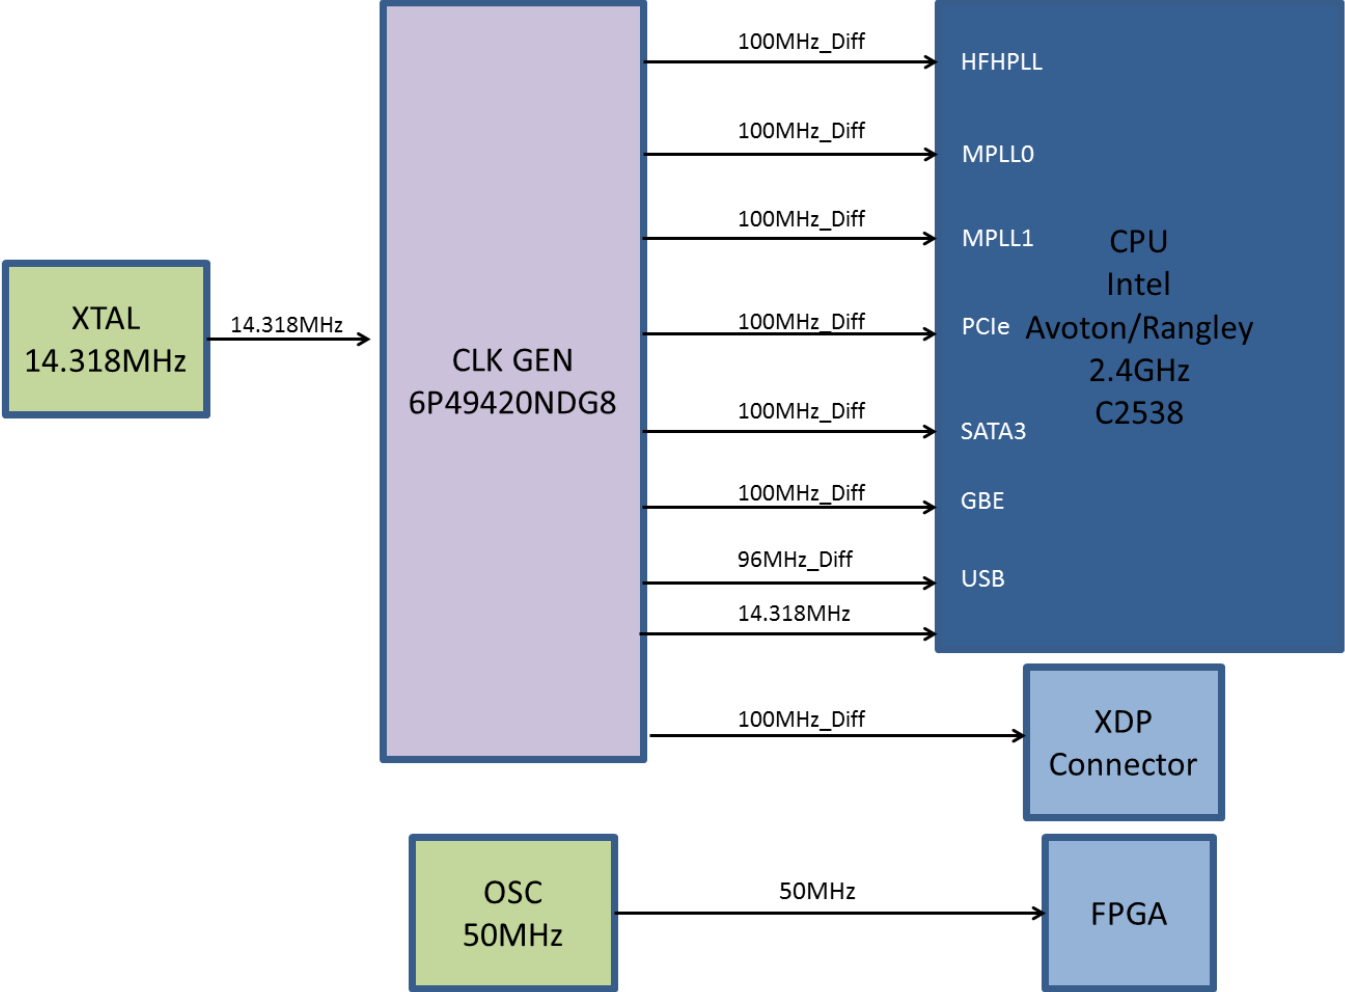 XTAL
14.318MHz
14.318MHz
CLK GEN
6P49420NDG8
100MHz_Diff
100MHz_Diff
100MHz_Diff
100MHz_Diff
100MHz_Diff
100MHz_Diff
96MHz_Diff
14.318MHz
100MHz_Diff
HFHPLL
MPLL0
MPLL1
PCIe
SATA3
GBE
USB
CPU
Intel
Avoton/Rangley
2.4GHz
C2538
XDP
Connector
OSC
50MHz
50MHz
FPGA